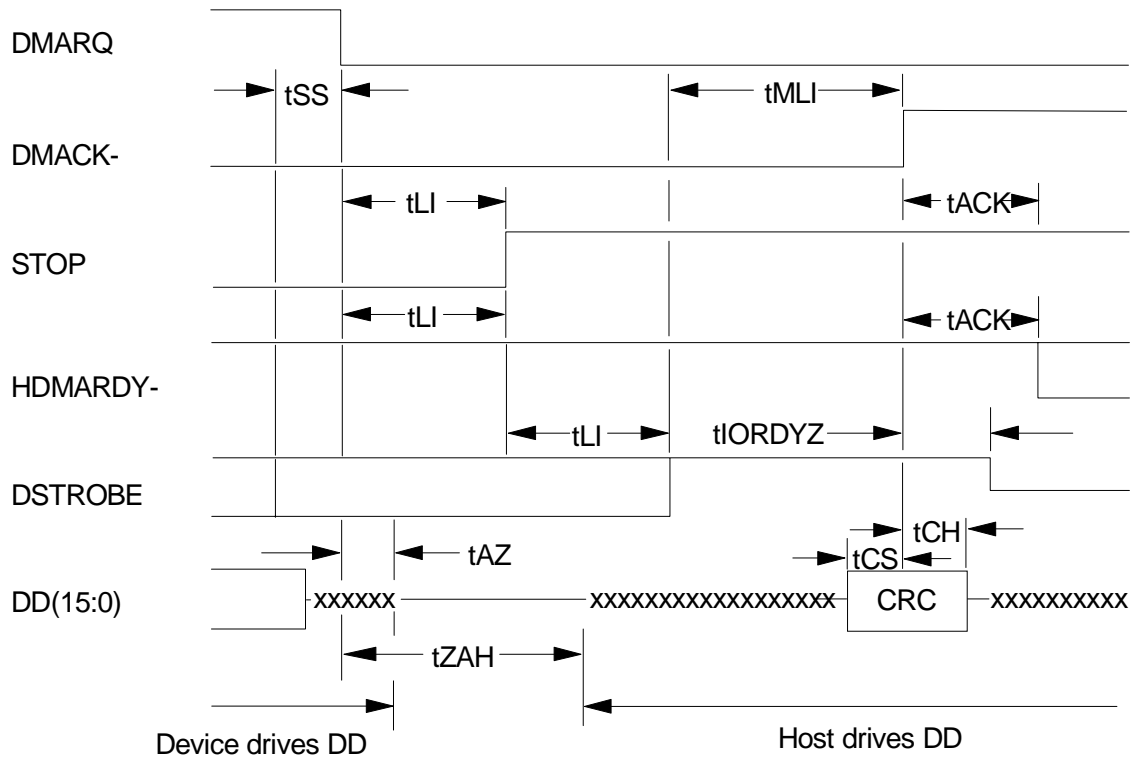 DMARQ
tSS
tMLI
DMACK-
tLI
tACK
STOP
tLI
tACK
HDMARDY-
tLI
tIORDYZ
DSTROBE
tCH
tAZ
tCS
DD(15:0)
xxxxxx
xxxxxxxxxxxxxxxxxx
CRC
xxxxxxxxxx
tZAH
Device drives DD
Host drives DD